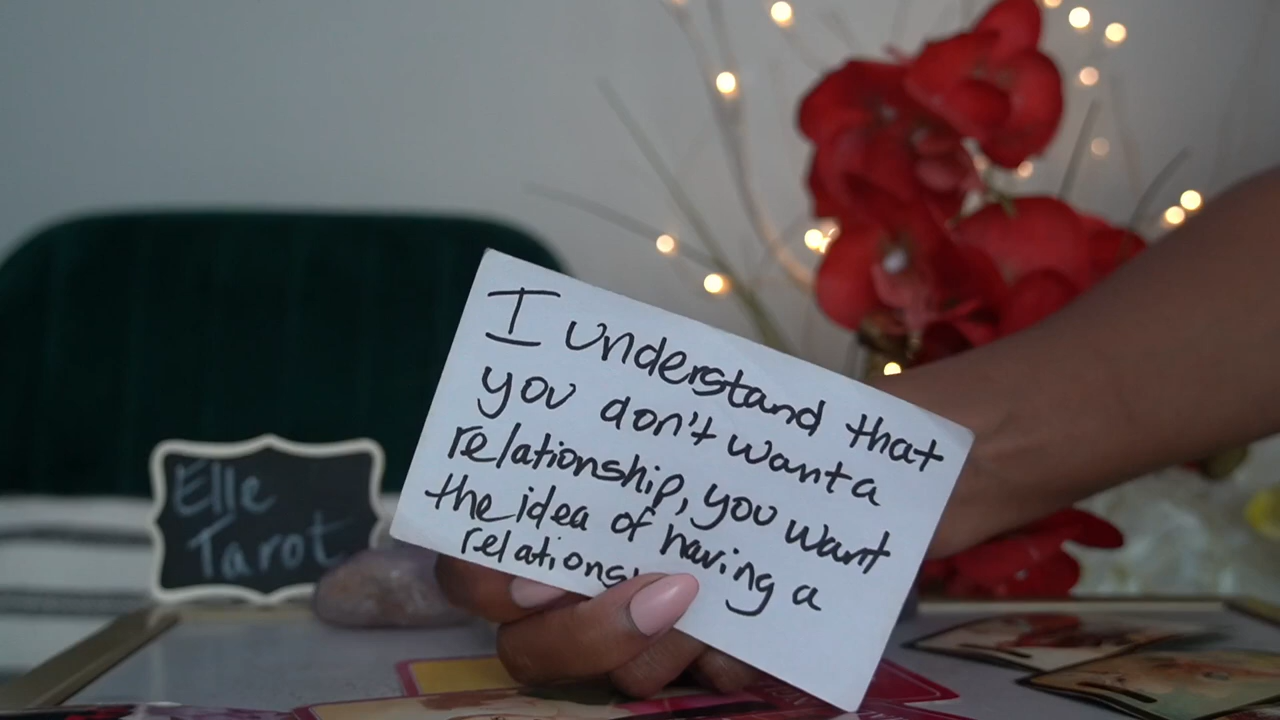 I understand that
you don't want a
relationship, you want
the idea of having a
Elle
Tarot